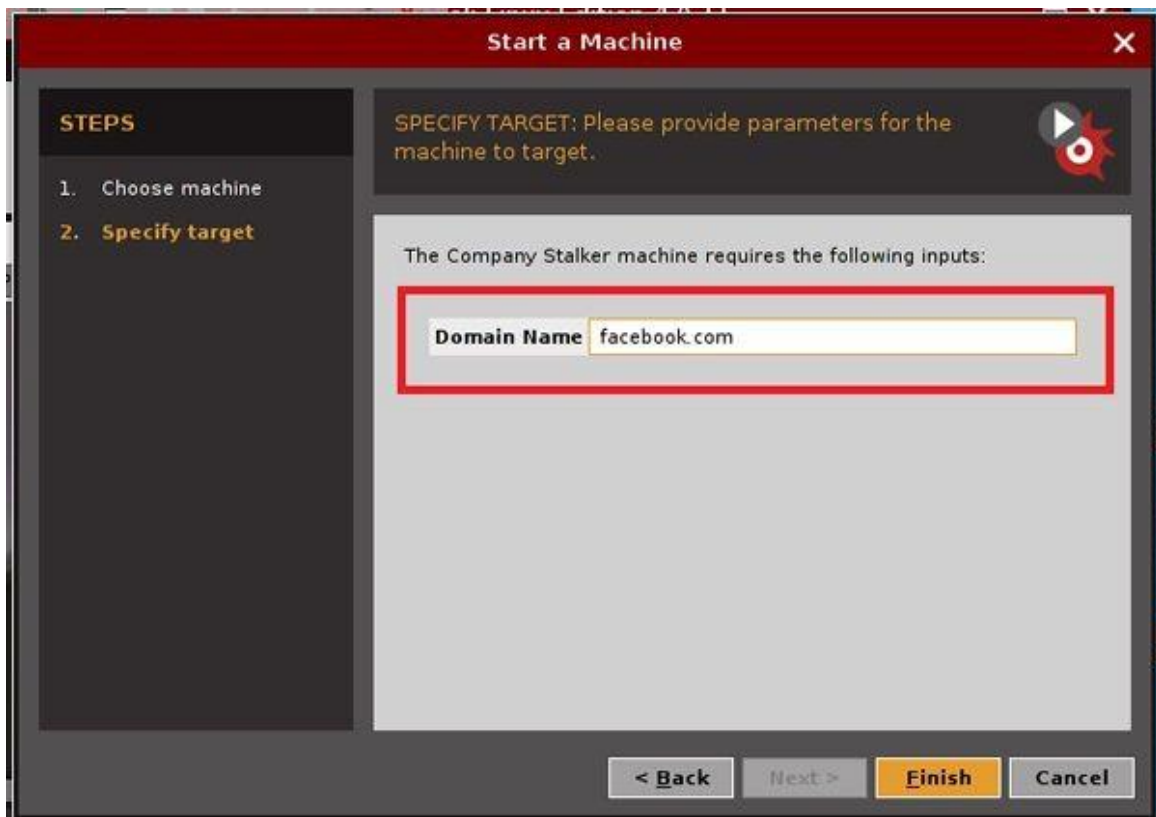 Start a Machine
STEPS
1. Choose machine
2. Specify target
SPECIFY TARGET: Please provide parameters for the
machine to target.
The Company Stalker machine requires the following inputs:
Domain Name facebook.com
< Back Next > Finish Cancel